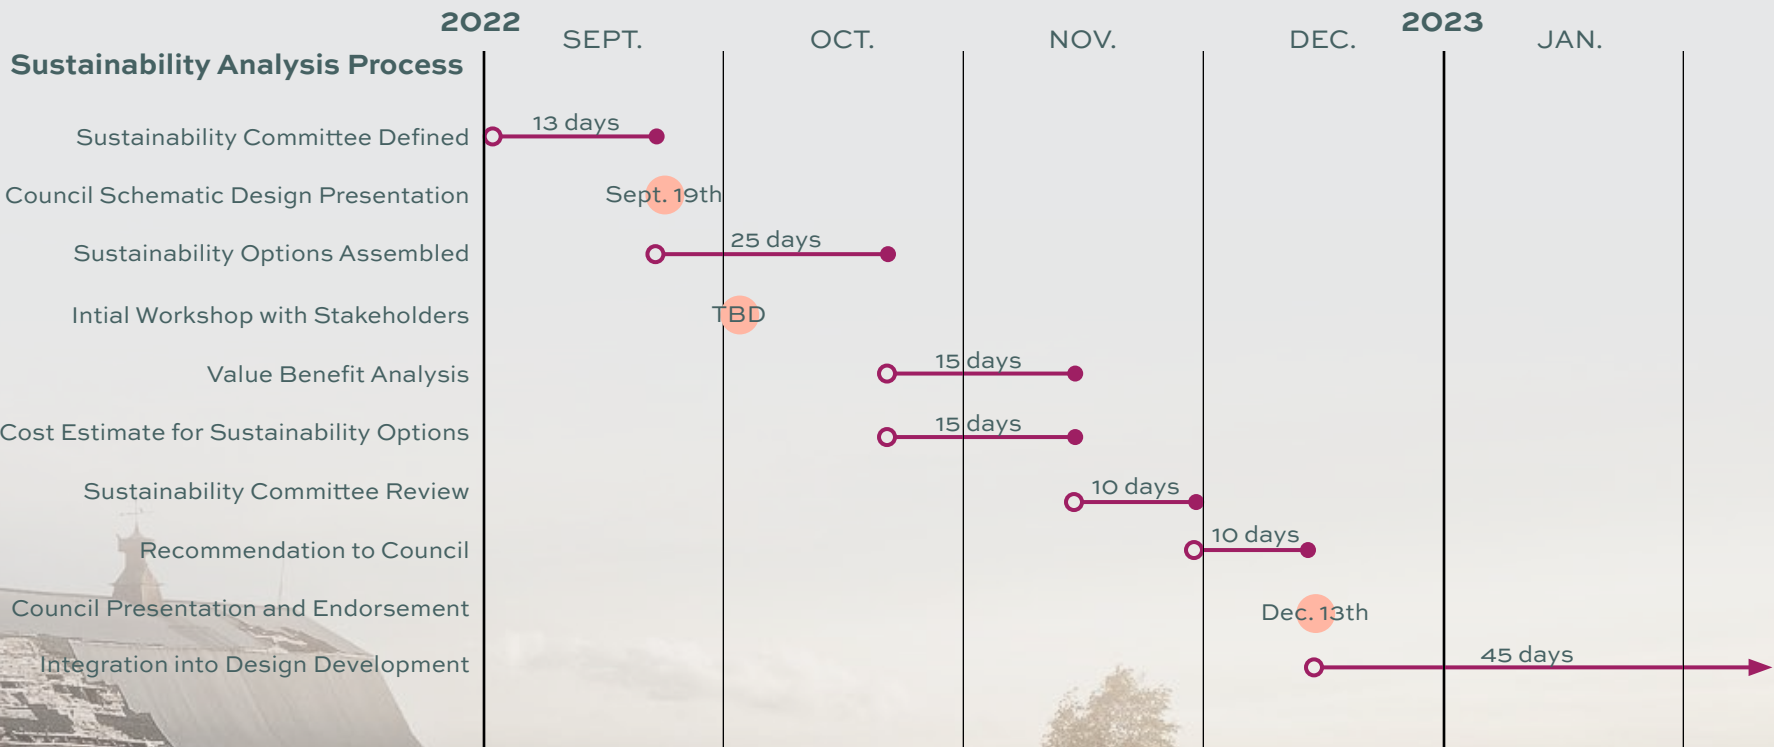 2022
2023
SEPT.
OCT.
NOV.
DEC.
JAN.
Sustainability Analysis Process
Sustainability Committee Defined
13 days
Council Schematic Design Presentation
Sept. 19th
Sustainability Options Assembled
25 days
Intial Workshop with Stakeholders
TBD
Value Benefit Analysis
15 days
Cost Estimate for Sustainability Options
15 days
Sustainability Committee Review
10 days
Recommendation to Council
10 days
Council Presentation and Endorsement
Dec. 13th
Integration into Design Development
45 days